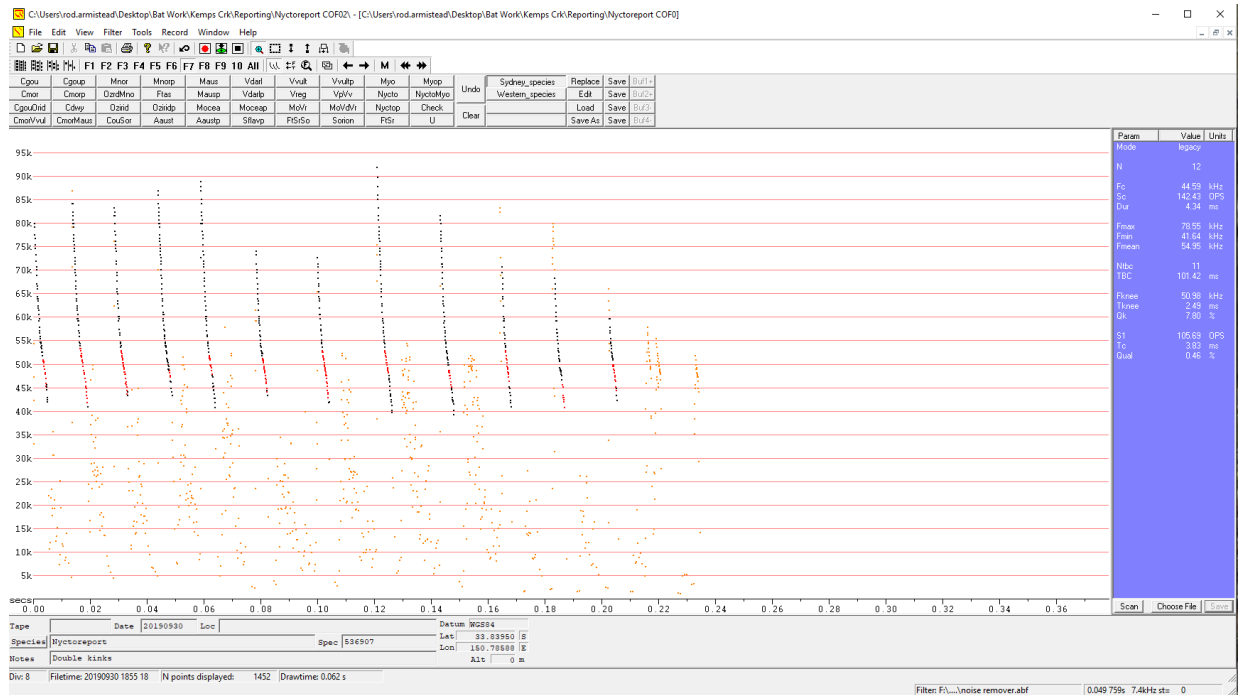 C:\Users\rod.armistead\Desktop\Bat Work\Kemps Crk\Reporting\Nyctoreport COF02\ - [C:\Users\rod.armistead\Desktop\Bat Work\Kemps Crk\Reporting\Nyctoreport COF0]
File Edit View Filter Tools Record Window Help
F1 F2 F3 F4 F5 F6 F7 F8 F9 10 All M
Cgou Cgoup Mnor Mnorp Maus Vdarl Vvult Vvultp Myo Myop Undo Sydney_species Replace Save Buf1+
Cmor Cmorp OzrdMno Ftas Mausp Vdarlp Vreg VpVv Nycto NyctoMyo Western_species Edit Save Buf2+
CgouOrid Cdwy Ozirid Oziridp Mocea Moceap MoVr MoVdVr Nyctop Check Clear Load Save Buf3-
CmorVvul CmorMaus CouSor Aaust Aaustp Sflavp FtSrSo Sorion FtSr U Save As Save Buf4-
Param Value Units
Mode legacy
N 12
Fc 44.59 kHz
Sc 142.43 OPS
Dur 4.34 ms
Fmax 78.55 kHz
Fmin 41.64 kHz
Fmean 54.95 kHz
Ntbc 11
TBC 101.42 ms
Fknee 50.98 kHz
Tknee 2.49 ms
Qk 7.80 %
S1 105.69 OPS
Tc 3.83 ms
Qual 0.46 %
95k
90k
85k
80k
75k
70k
65k
60k
55k
50k
45k
40k
35k
30k
25k
20k
15k
10k
5k
secs
0.00 0.02 0.04 0.06 0.08 0.10 0.12 0.14 0.16 0.18 0.20 0.22 0.24 0.26 0.28 0.30 0.32 0.34 0.36
Scan Choose File Save
Tape Date 20190930 Loc Datum WGS84
Species Nyctoreport Spec 536907 Lat 33.83950 S
Lon 150.78588 E
Notes Double kinks Alt 0 m
Div: 8 Filetime: 20190930 1855 18 N points displayed: 1452 Drawtime: 0.062 s
Filter: F:\....\noise remover.abf 0.049 759s 7.4kHz st= 0